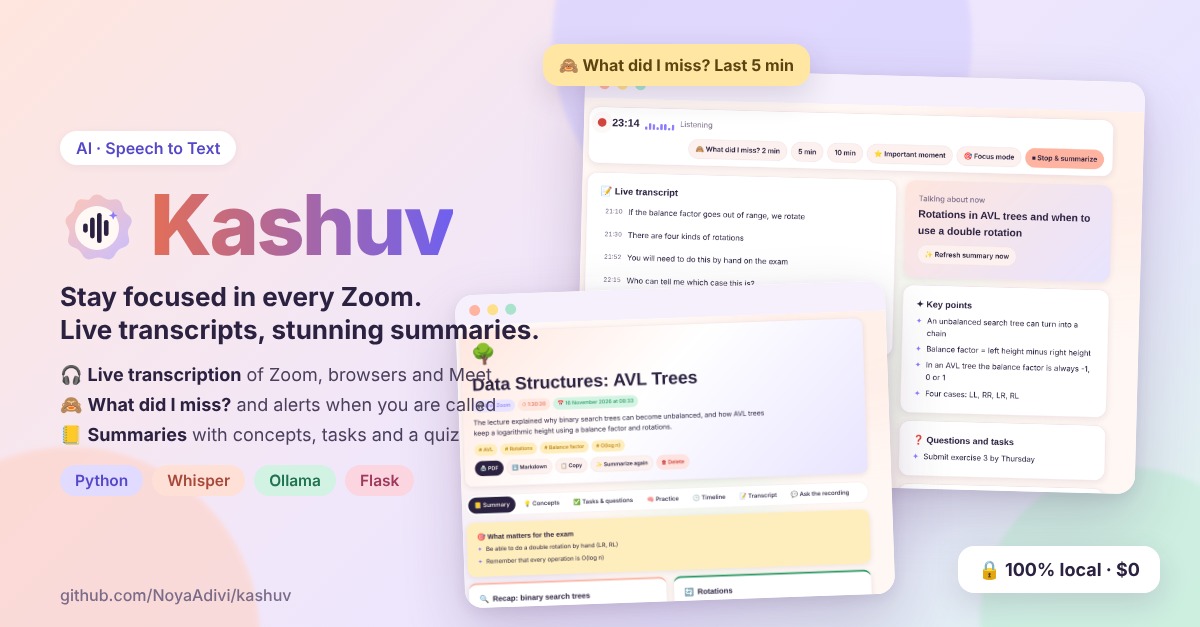 AI · Speech to Text
Kashuv
Stay focused in every Zoom.
Live transcripts, stunning summaries.
🎧 Live transcription of Zoom, browsers and Meet
🙈 What did I miss? and alerts when you are called
📒 Summaries with concepts, tasks and a quiz
Python Whisper Ollama Flask
github.com/NoyaAdivi/kashuv
🙈 What did I miss? Last 5 min
23:14 Listening
🙈 What did I miss? 2 min 5 min 10 min ⭐ Important moment 🎯 Focus mode ■ Stop & summarize
📝 Live transcript
21:10 If the balance factor goes out of range, we rotate
21:30 There are four kinds of rotations
21:52 You will need to do this by hand on the exam
22:15 Who can tell me which case this is?
Talking about now
Rotations in AVL trees and when to
use a double rotation
✨ Refresh summary now
✦ Key points
✦ An unbalanced search tree can turn into a
chain
✦ Balance factor = left height minus right height
✦ In an AVL tree the balance factor is always -1,
0 or 1
✦ Four cases: LL, RR, LR, RL
❓ Questions and tasks
✦ Submit exercise 3 by Thursday
🌳
Data Structures: AVL Trees
Zoom 1:20:20 📅 16 November 2026 at 08:33
The lecture explained why binary search trees can become unbalanced, and how AVL trees
keep a logarithmic height using a balance factor and rotations.
# AVL # Rotations # Balance factor # O(log n)
🖨 PDF ⬇️ Markdown 📋 Copy ✨ Summarize again 🗑 Delete
📒 Summary 💡 Concepts ✅ Tasks & questions 🧠 Practice 🕒 Timeline 📝 Transcript 💬 Ask the recording
🎯 What matters for the exam
✦ Be able to do a double rotation by hand (LR, RL)
✦ Remember that every operation is O(log n)
🔍 Recap: binary search trees
🔄 Rotations
🔒 100% local · $0